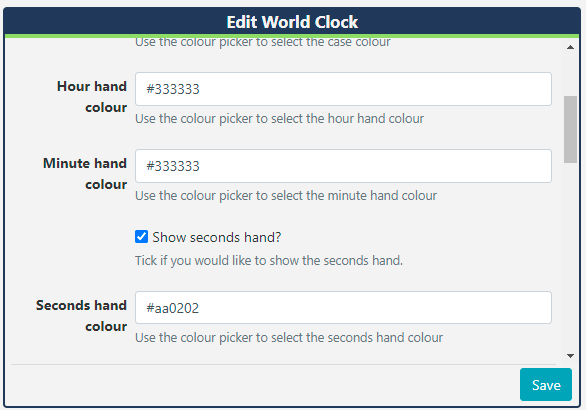 Edit World Clock
Use the colour picker to select the case colour
Hour hand
colour
#333333
Use the colour picker to select the hour hand colour
Minute hand
colour
#333333
Use the colour picker to select the minute hand colour
Show seconds hand?
Tick if you would like to show the seconds hand.
Seconds hand
colour
#aa0202
Use the colour picker to select the seconds hand colour
Save